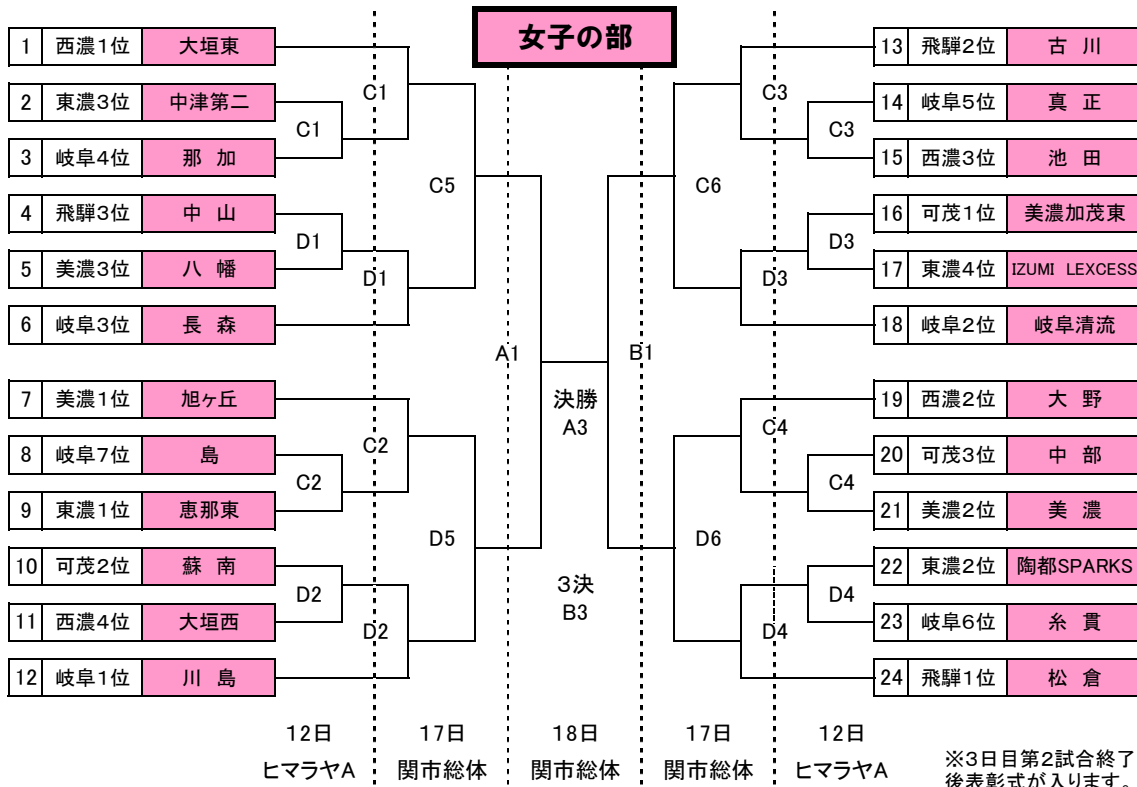 女子の部
1 西濃1位 大垣東
2 東濃3位 中津第二
3 岐阜4位 那 加
4 飛騨3位 中 山
5 美濃3位 八 幡
6 岐阜3位 長 森
7 美濃1位 旭ヶ丘
8 岐阜7位 島
9 東濃1位 恵那東
10 可茂2位 蘇 南
11 西濃4位 大垣西
12 岐阜1位 川 島
C1
D1
C2
D2
C1
D1
C2
D2
C5
D5
A1
決勝
A3
3決
B3
B1
C6
D6
C3
D3
C4
D4
C3
D3
C4
D4
13 飛騨2位 古 川
14 岐阜5位 真 正
15 西濃3位 池 田
16 可茂1位 美濃加茂東
17 東濃4位 IZUMI LEXCESS
18 岐阜2位 岐阜清流
19 西濃2位 大 野
20 可茂3位 中 部
21 美濃2位 美 濃
22 東濃2位 陶都SPARKS
23 岐阜6位 糸 貫
24 飛騨1位 松 倉
12日 17日 18日 17日 12日
ヒマラヤA 関市総体 関市総体 関市総体 ヒマラヤA
※3日目第2試合終了
後表彰式が入ります。